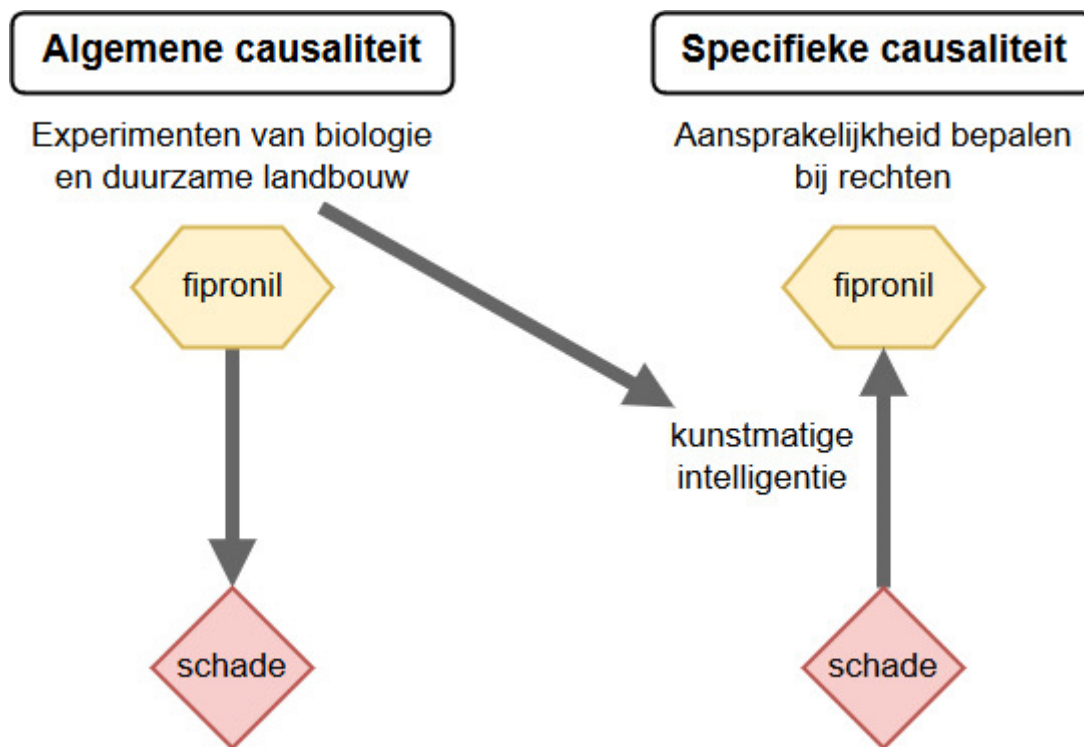 Algemene causaliteit
Experimenten van biologie
en duurzame landbouw
fipronil
schade
Specifieke causaliteit
Aansprakelijkheid bepalen
bij rechten
fipronil
kunstmatige
intelligentie
schade